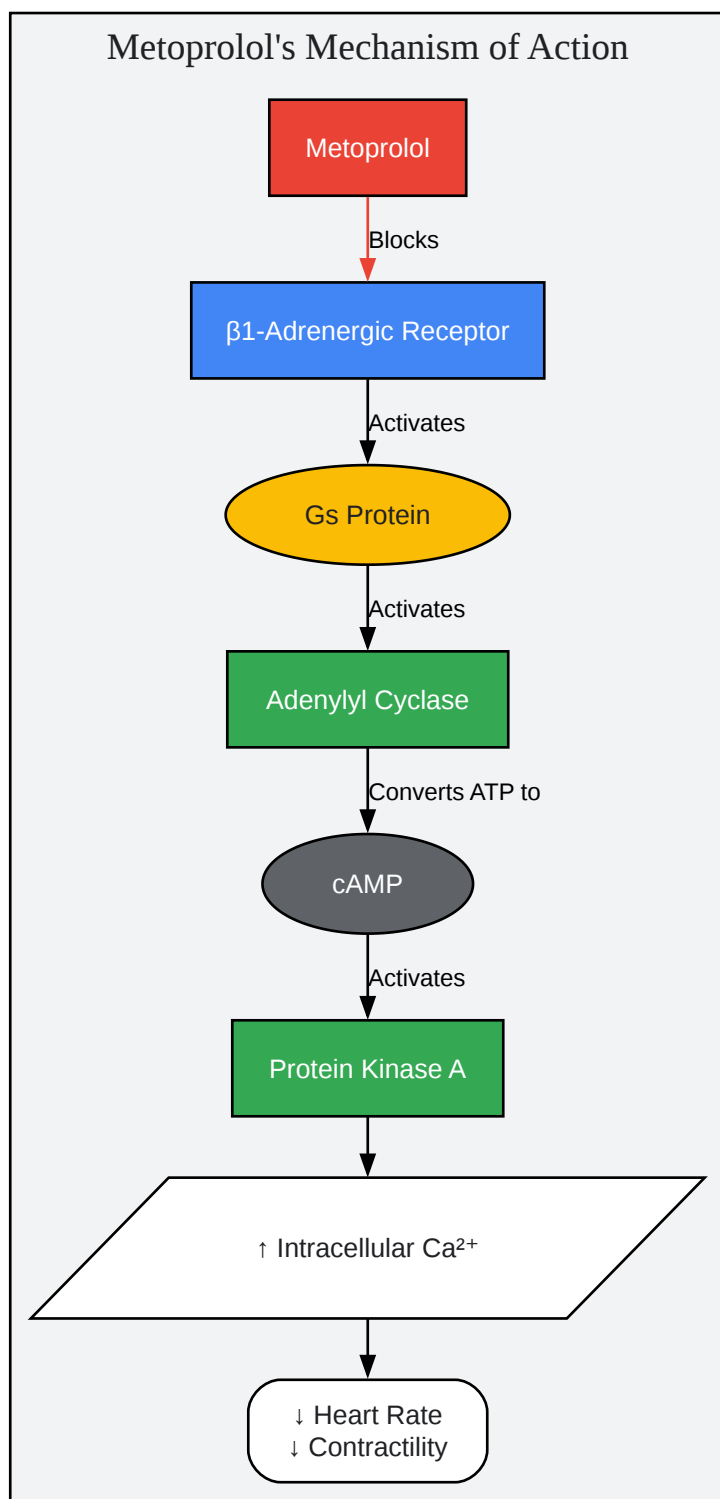 Metoprolol's Mechanism of Action
Metoprolol
Blocks
β1-Adrenergic Receptor
Activates
Gs Protein
Activates
Adenylyl Cyclase
Converts ATP to
cAMP
Activates
Protein Kinase A
↑ Intracellular Ca²⁺
↓ Heart Rate
↓ Contractility